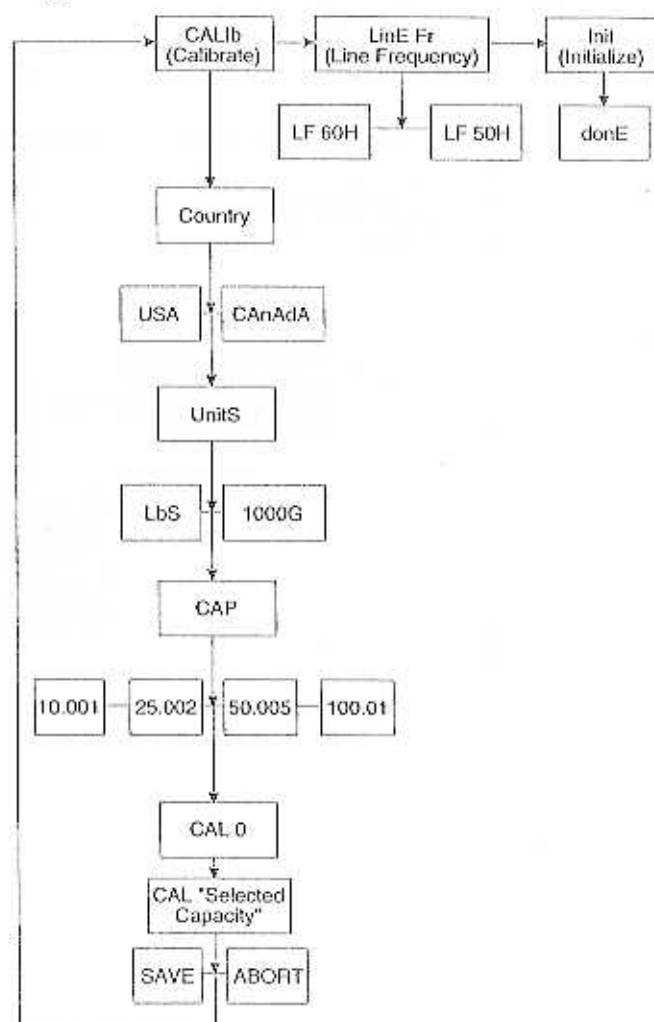 CALIb
(Calibrate)
LinE Fr
(Line Frequency)
IniI
(Initialize)
LF 60H
LF 50H
donE
Country
USA
CAnAdA
UnitS
LbS
1000G
CAP
10.001
25.002
50.005
100.01
CAL 0
CAL "Selected
Capacity"
SAVE
ABORT